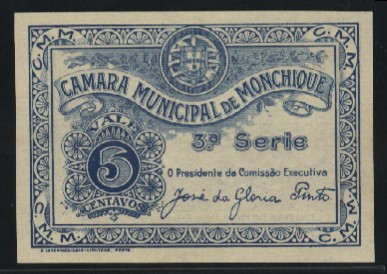 C. M. M.
C. M. M.
CAMARA MUNICIPAL DE MONCHIQUE
VALE
5
CENTAVOS
3ª Serie
O Presidente da Comissão Executiva
José da Gloria Pinto
C. M. M.
C. M. M.